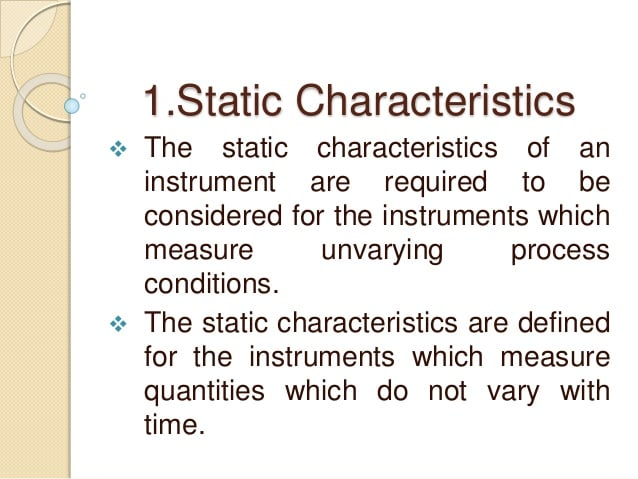 1.Static Characteristics
❖ The static characteristics of an
instrument are required to be
considered for the instruments which
measure unvarying process
conditions.
❖ The static characteristics are defined
for the instruments which measure
quantities which do not vary with
time.